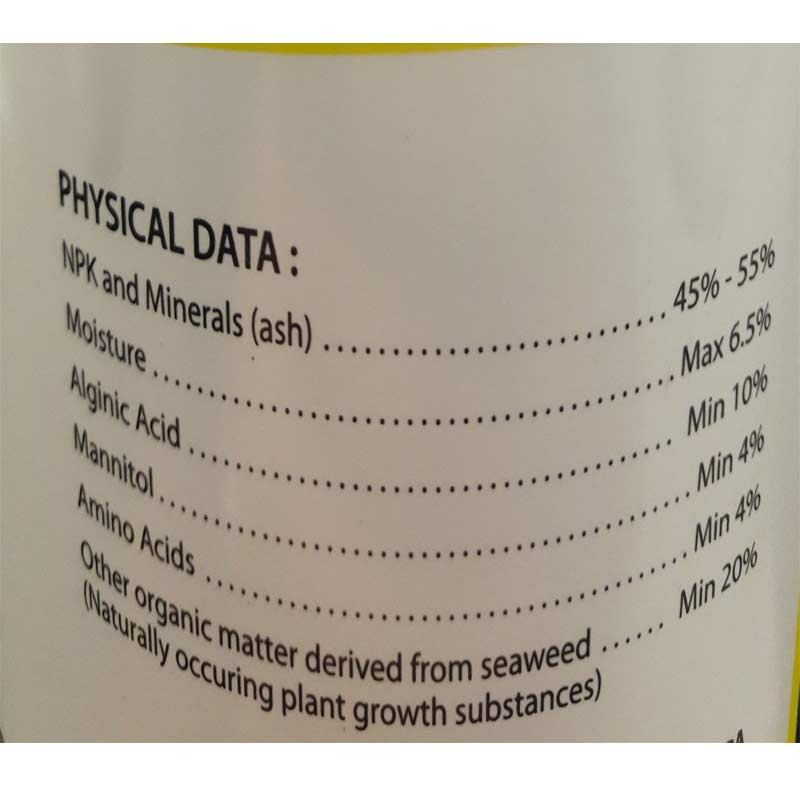 PHYSICAL DATA :
NPK and Minerals (ash) ........................ 45% - 55%
Moisture ........................................ Max 6.5%
Alginic Acid ................................... Min 10%
Mannitol ........................................ Min 4%
Amino Acids ................................... Min 4%
Other organic matter derived from seaweed ...... Min 20%
(Naturally occuring plant growth substances)